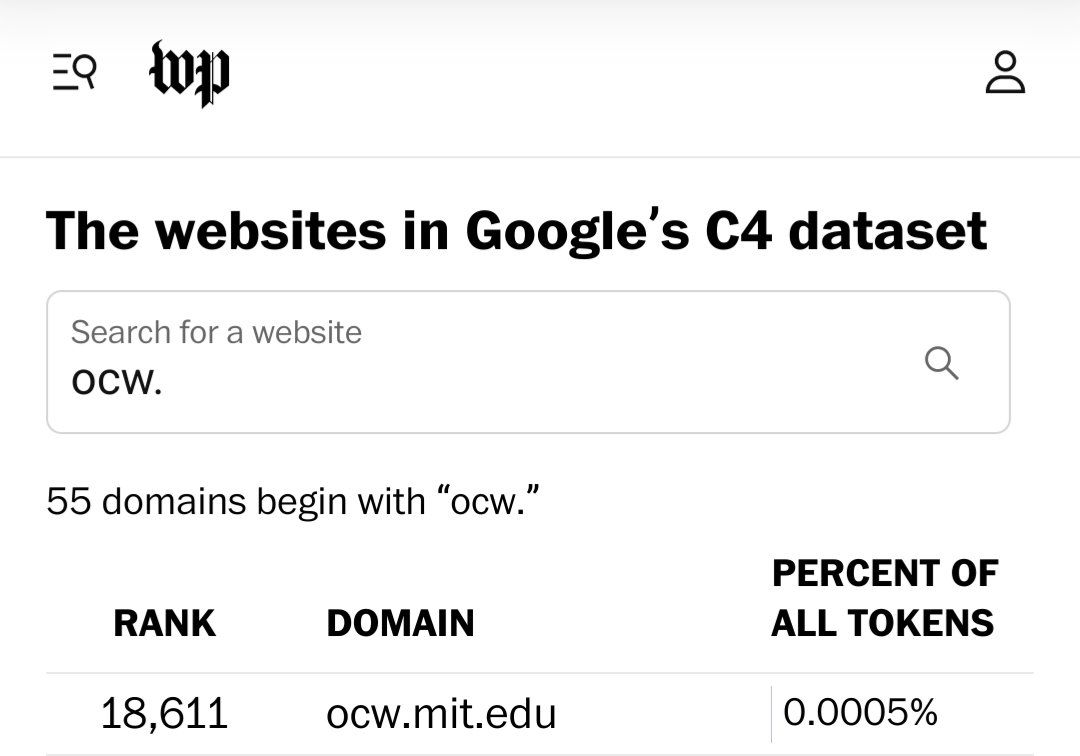 wp
The websites in Google’s C4 dataset
Search for a website
ocw.
55 domains begin with “ocw.”
PERCENT OF
RANK DOMAIN ALL TOKENS
18,611 ocw.mit.edu 0.0005%